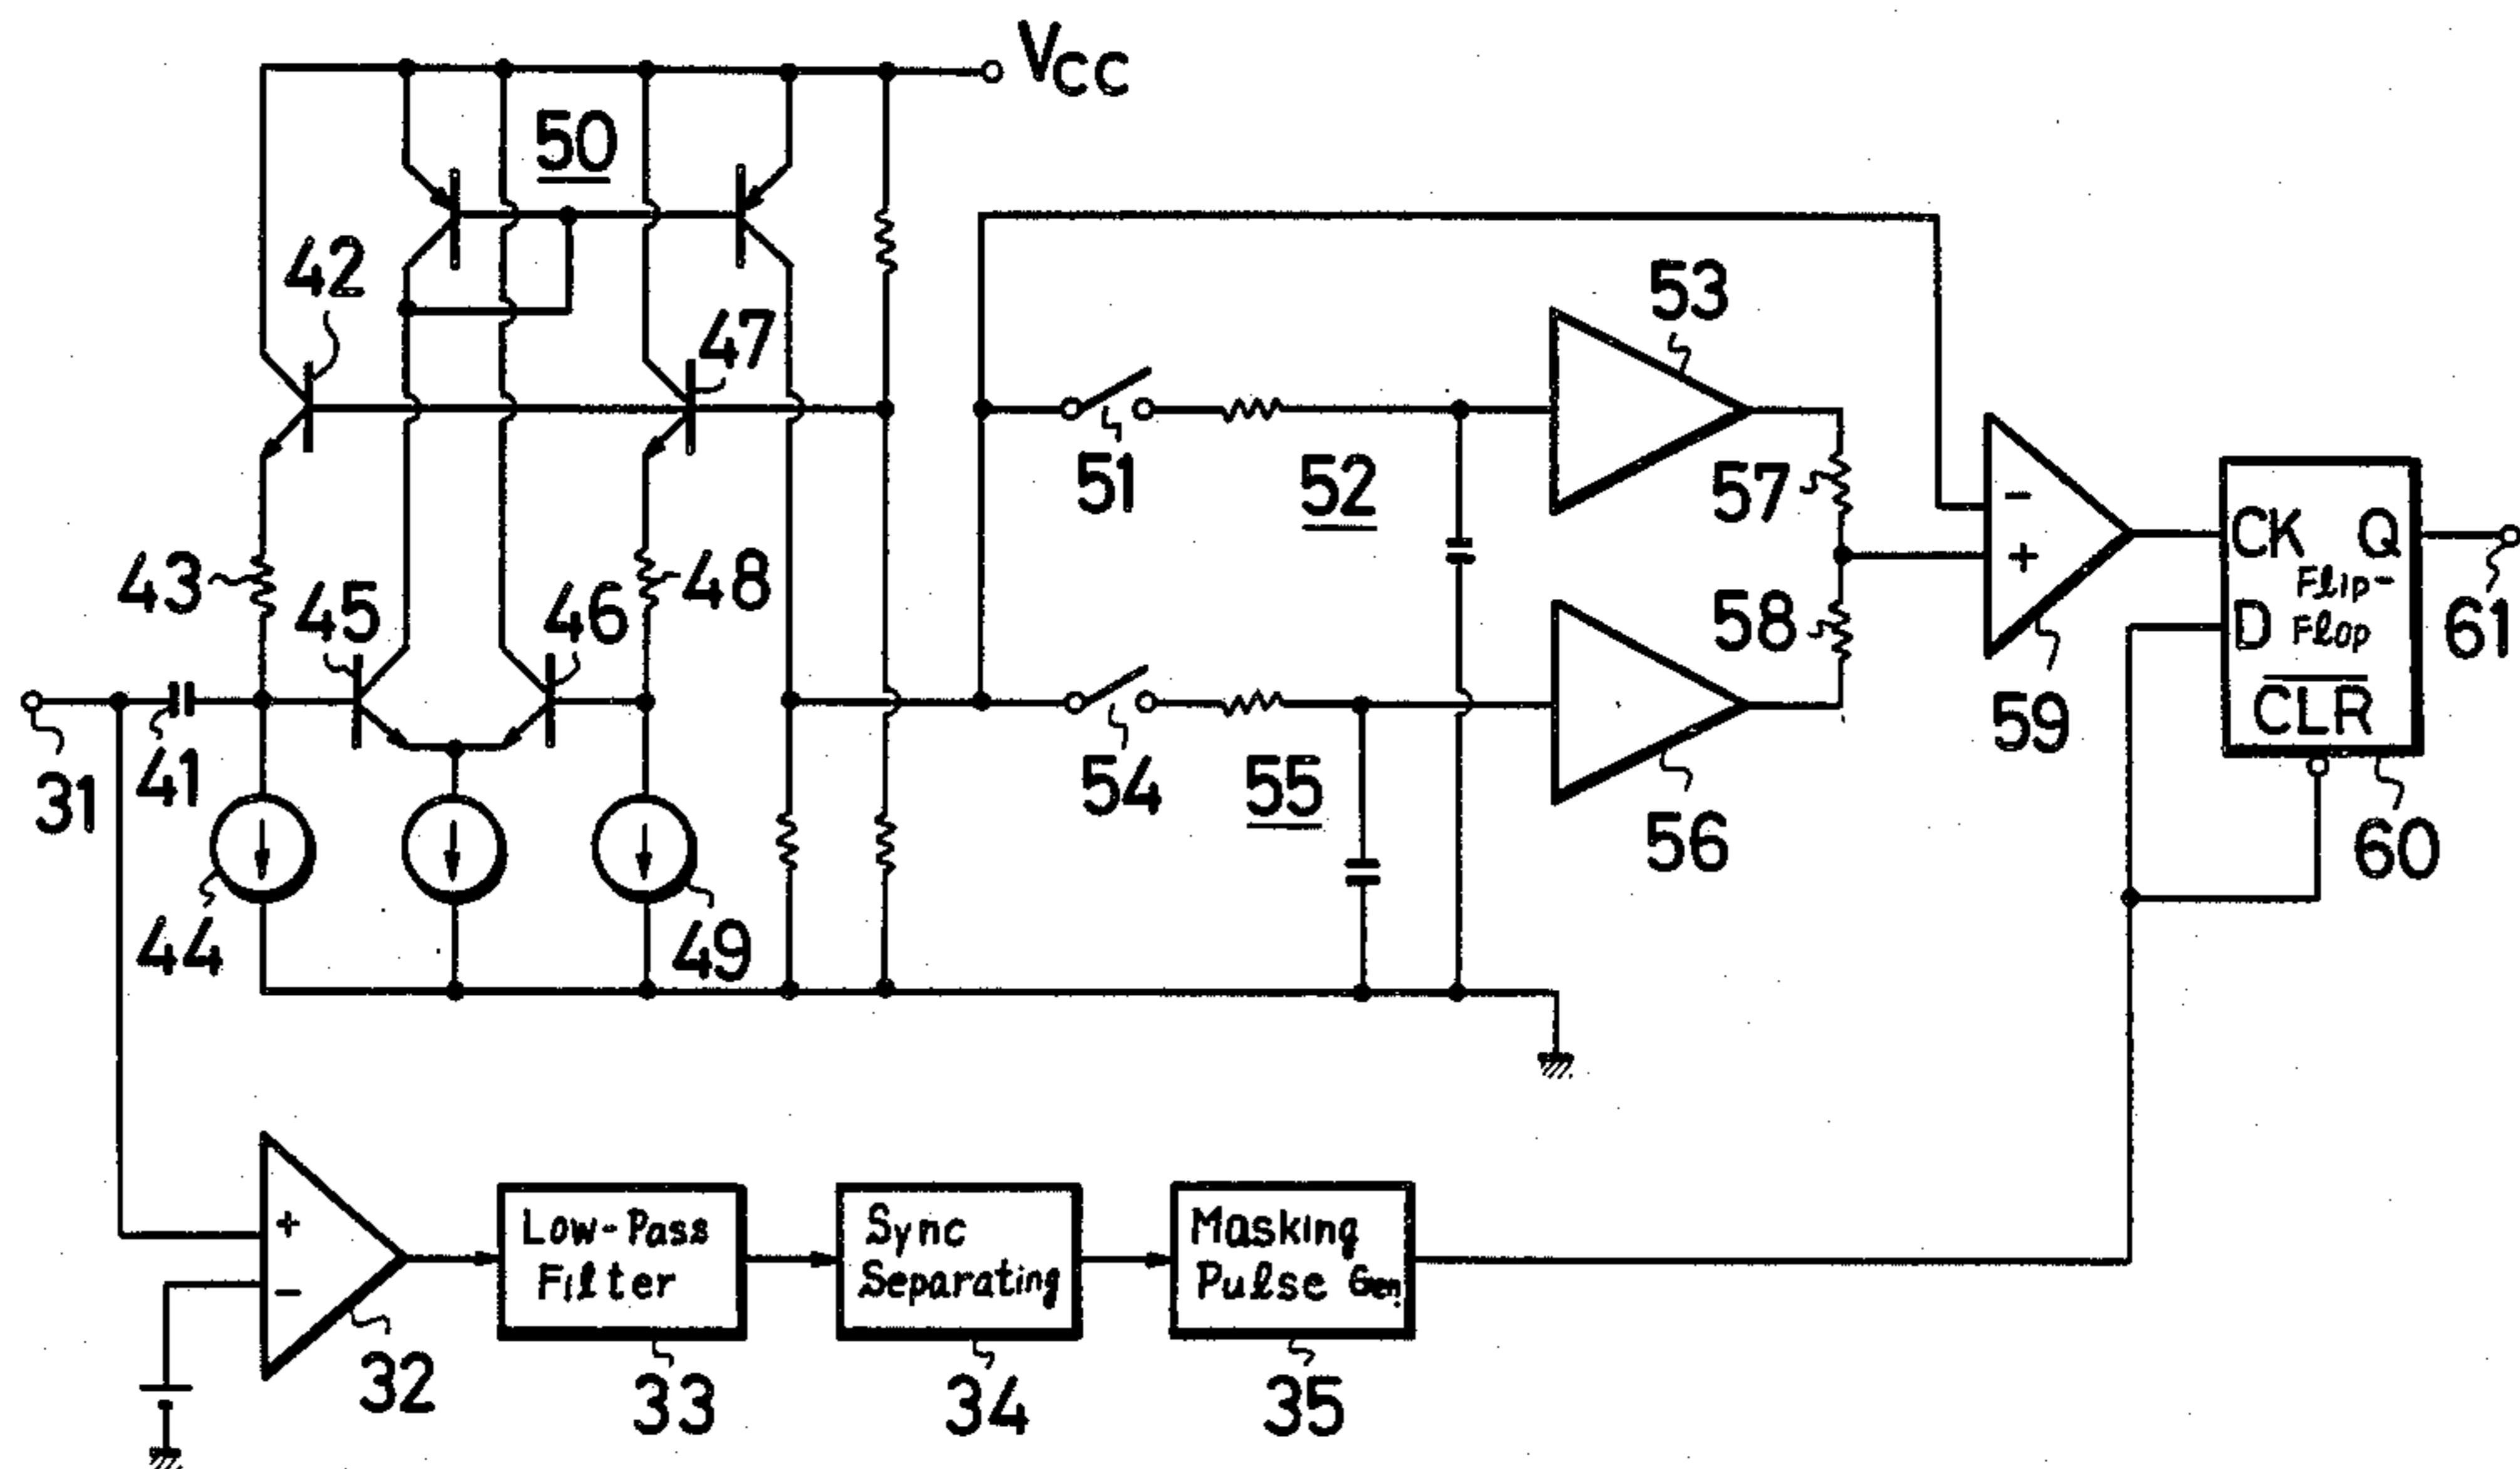 VCC
50
42
47
53
51
52
57
43
45
46
48
58
CK Q
Flip-
D Flop
CLR
61
31
41
54
55
56
59
60
44
49
+
-
-
+
32
Low-Pass
Filter
33
Sync
Separating
34
Masking
Pulse Gen.
35